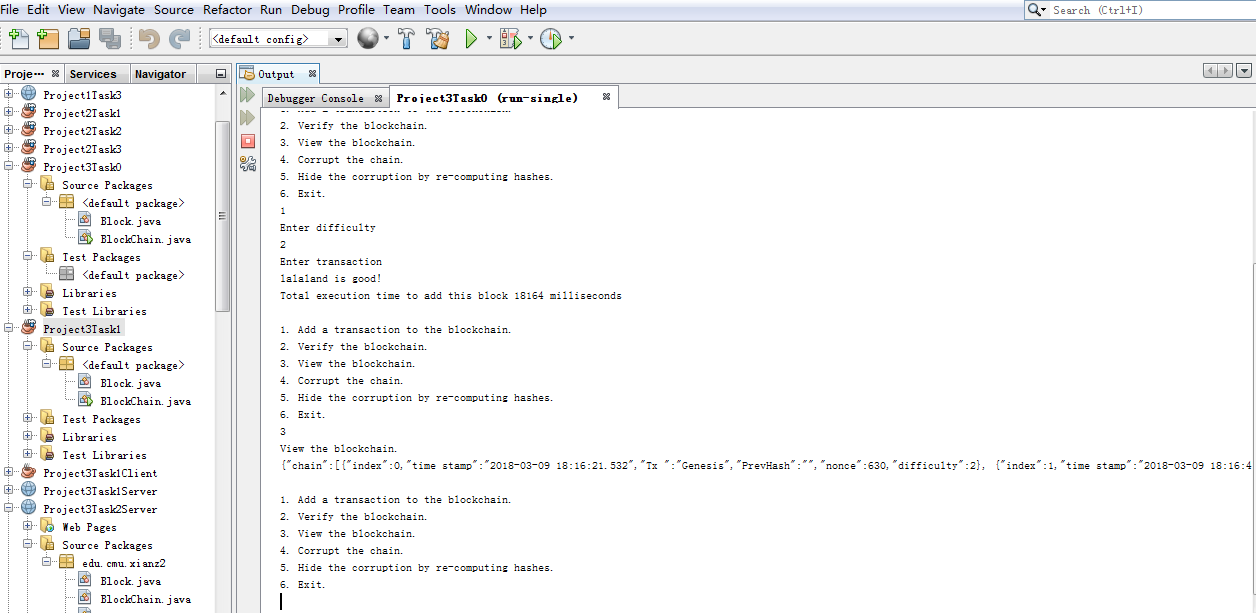 File Edit View Navigate Source Refactor Run Debug Profile Team Tools Window Help
Search (Ctrl+I)
<default config>
Proje… Services Navigator
Output
Debugger Console Project3Task0 (run-single)
Project1Task3
Project2Task1
Project2Task2
Project2Task3
Project3Task0
Source Packages
<default package>
Block.java
BlockChain.java
Test Packages
<default package>
Libraries
Test Libraries
Project3Task1
Source Packages
<default package>
Block.java
BlockChain.java
Test Packages
Libraries
Test Libraries
Project3Task1Client
Project3Task1Server
Project3Task2Server
Web Pages
Source Packages
edu.cmu.xianz2
Block.java
BlockChain.java
2. Verify the blockchain.
3. View the blockchain.
4. Corrupt the chain.
5. Hide the corruption by re-computing hashes.
6. Exit.
1
Enter difficulty
2
Enter transaction
lalaland is good!
Total execution time to add this block 18164 milliseconds
1. Add a transaction to the blockchain.
2. Verify the blockchain.
3. View the blockchain.
4. Corrupt the chain.
5. Hide the corruption by re-computing hashes.
6. Exit.
3
View the blockchain.
{"chain":[{"index":0,"time stamp":"2018-03-09 18:16:21.532","Tx ":"Genesis","PrevHash":"","nonce":630,"difficulty":2}, {"index":1,"time stamp":"2018-03-09 18:16:4
1. Add a transaction to the blockchain.
2. Verify the blockchain.
3. View the blockchain.
4. Corrupt the chain.
5. Hide the corruption by re-computing hashes.
6. Exit.